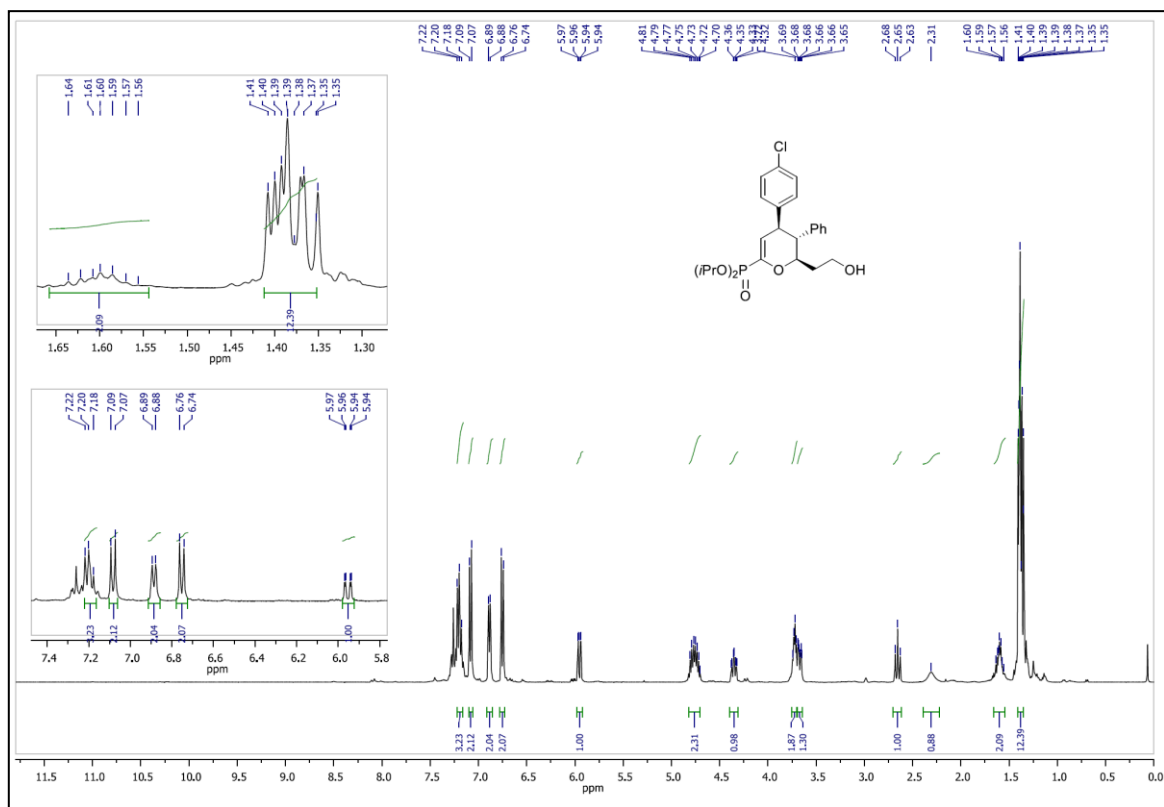 7.22 7.20 7.18 7.09 7.07 6.89 6.88 6.76 6.74 5.97 5.96 5.94 5.94 4.81 4.79 4.77 4.75 4.73 4.72 4.70 4.36 4.35 4.33 4.32 3.69 3.68 3.68 3.66 3.66 3.65 2.68 2.65 2.63 2.31 1.60 1.59 1.57 1.56 1.41 1.40 1.39 1.39 1.38 1.37 1.35 1.35
1.64 1.61 1.60 1.59 1.57 1.56 1.41 1.40 1.39 1.39 1.38 1.37 1.35 1.35
2.09 12.39
1.65 1.60 1.55 1.50 1.45 1.40 1.35 1.30
ppm
Cl
Ph
(iPrO)2
P
O
O
OH
7.22 7.20 7.18 7.09 7.07 6.89 6.88 6.76 6.74 5.97 5.96 5.94 5.94
3.23 2.12 2.04 2.07 1.00
7.4 7.2 7.0 6.8 6.6 6.4 6.2 6.0 5.8
ppm
3.23 2.12 2.04 2.07 1.00 2.31 0.98 1.87 1.30 1.00 0.88 2.09 12.39
11.5 11.0 10.5 10.0 9.5 9.0 8.5 8.0 7.5 7.0 6.5 6.0 5.5 5.0 4.5 4.0 3.5 3.0 2.5 2.0 1.5 1.0 0.5 0.0
ppm